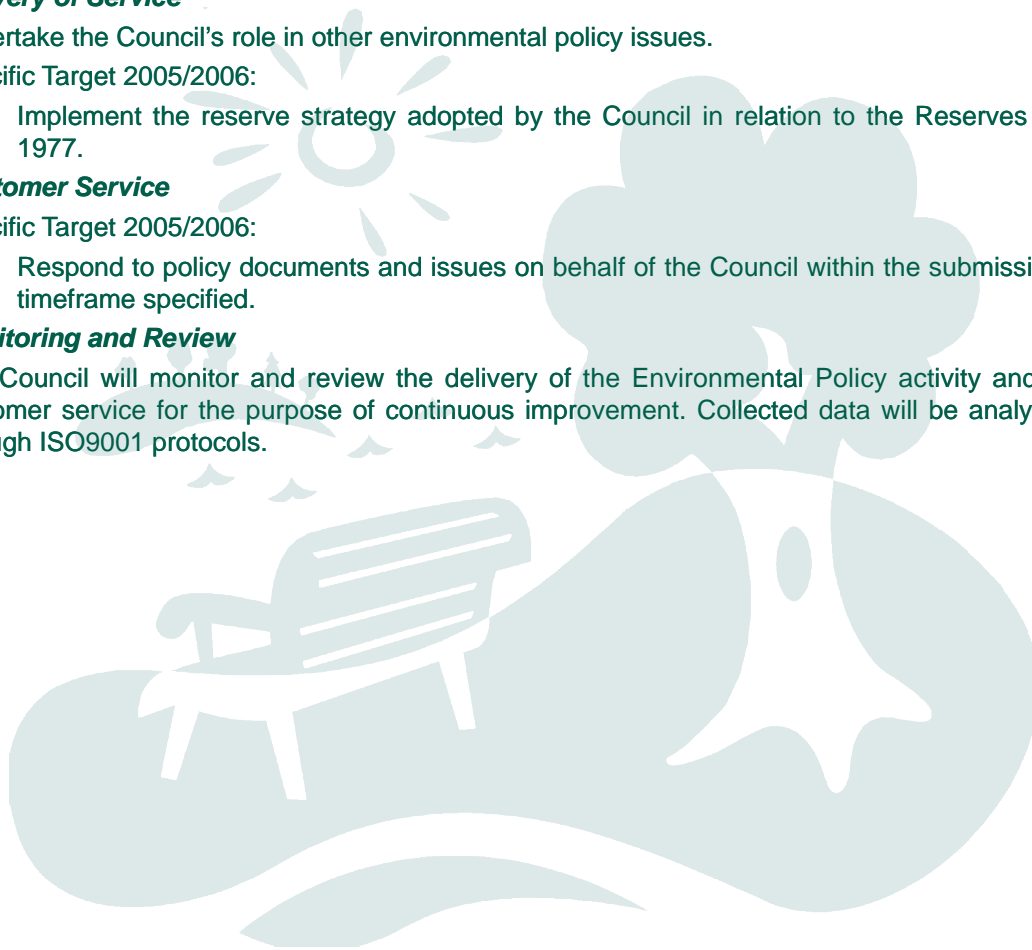 very of Service
ertake the Council's role in other environmental policy issues.
cific Target 2005/2006:
Implement the reserve strategy adopted by the Council in relation to the Reserves
1977.
tomer Service
cific Target 2005/2006:
Respond to policy documents and issues on behalf of the Council within the submissi
timeframe specified.
itoring and Review
Council will monitor and review the delivery of the Environmental Policy activity and
omer service for the purpose of continuous improvement. Collected data will be analy
ugh ISO9001 protocols.